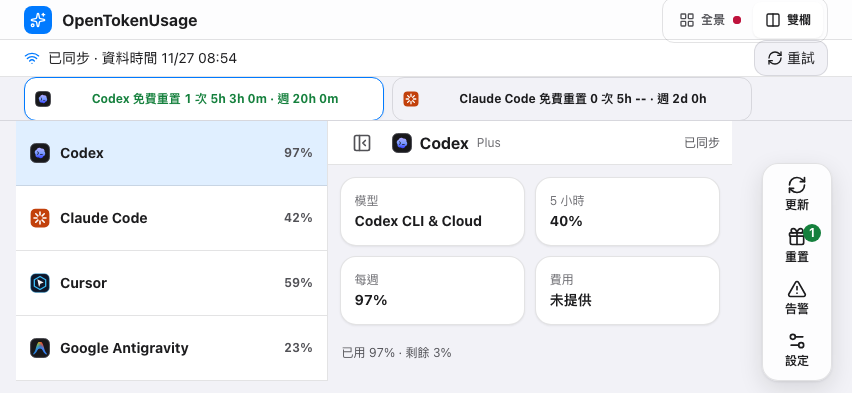 OpenTokenUsage
全景
雙欄
已同步 · 資料時間 11/27 08:54
重試
Codex 免費重置 1 次 5h 3h 0m · 週 20h 0m
Claude Code 免費重置 0 次 5h -- · 週 2d 0h
Codex 97%
Claude Code 42%
Cursor 59%
Google Antigravity 23%
Codex Plus
已同步
模型
Codex CLI & Cloud
5 小時
40%
每週
97%
費用
未提供
已用 97% · 剩餘 3%
更新
1
重置
告警
設定